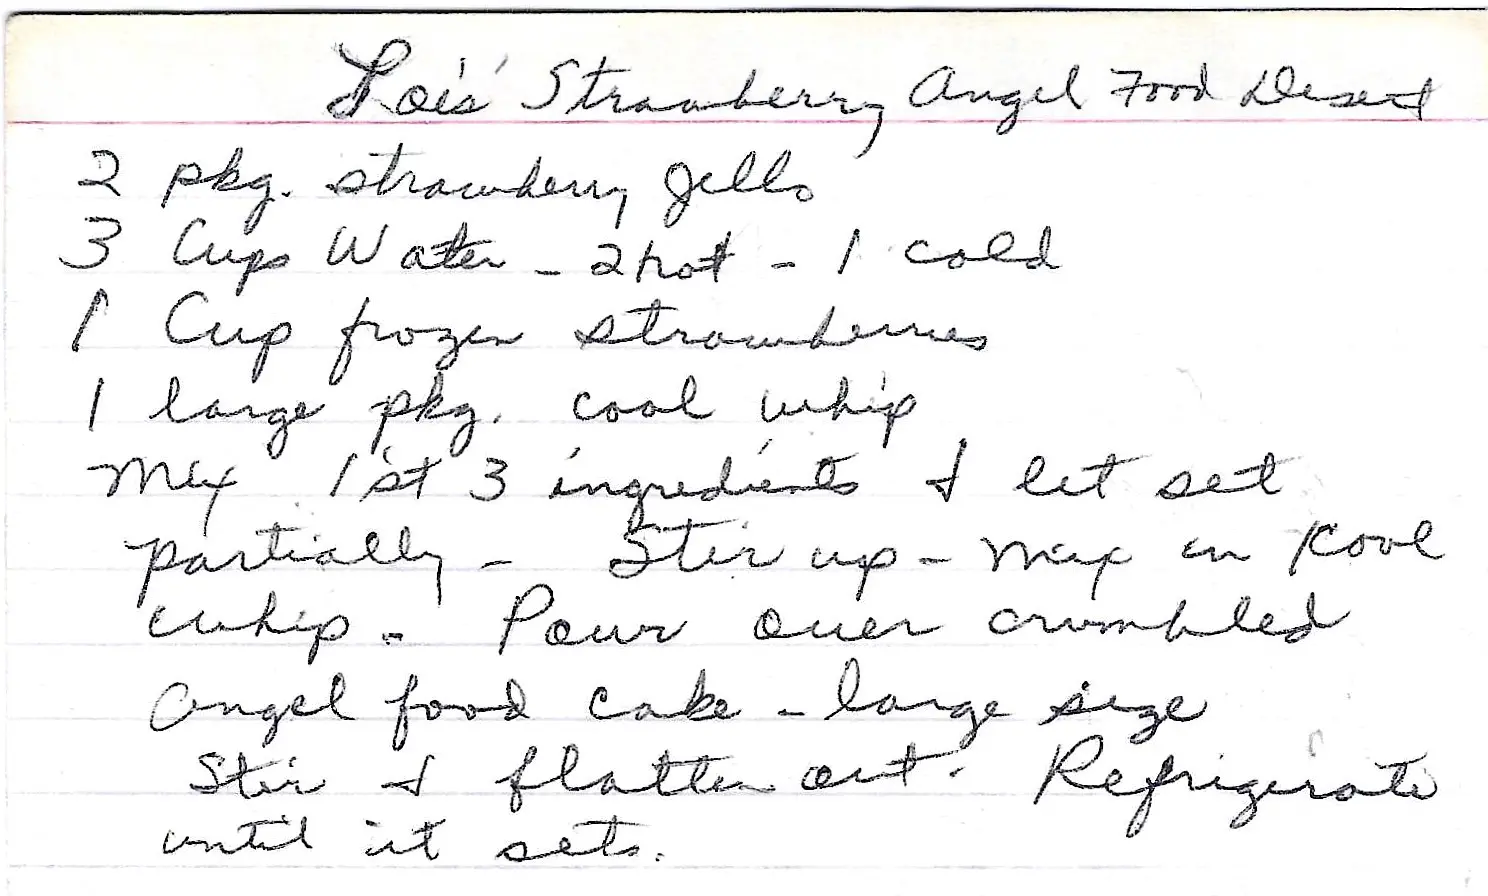 Lois' Strawberry Angel Food Desert
2 pkg. strawberry Jello
3 Cups Water - 2 hot - 1 cold
1 Cup frozen strawberries
1 large pkg. cool whip
Mix 1st 3 ingredients & let set
partially - Stir up - Mix in Kool
whip - Pour over crumbled
Angel food cake - large size
Stir & flatten out. Refrigerate
until it sets.